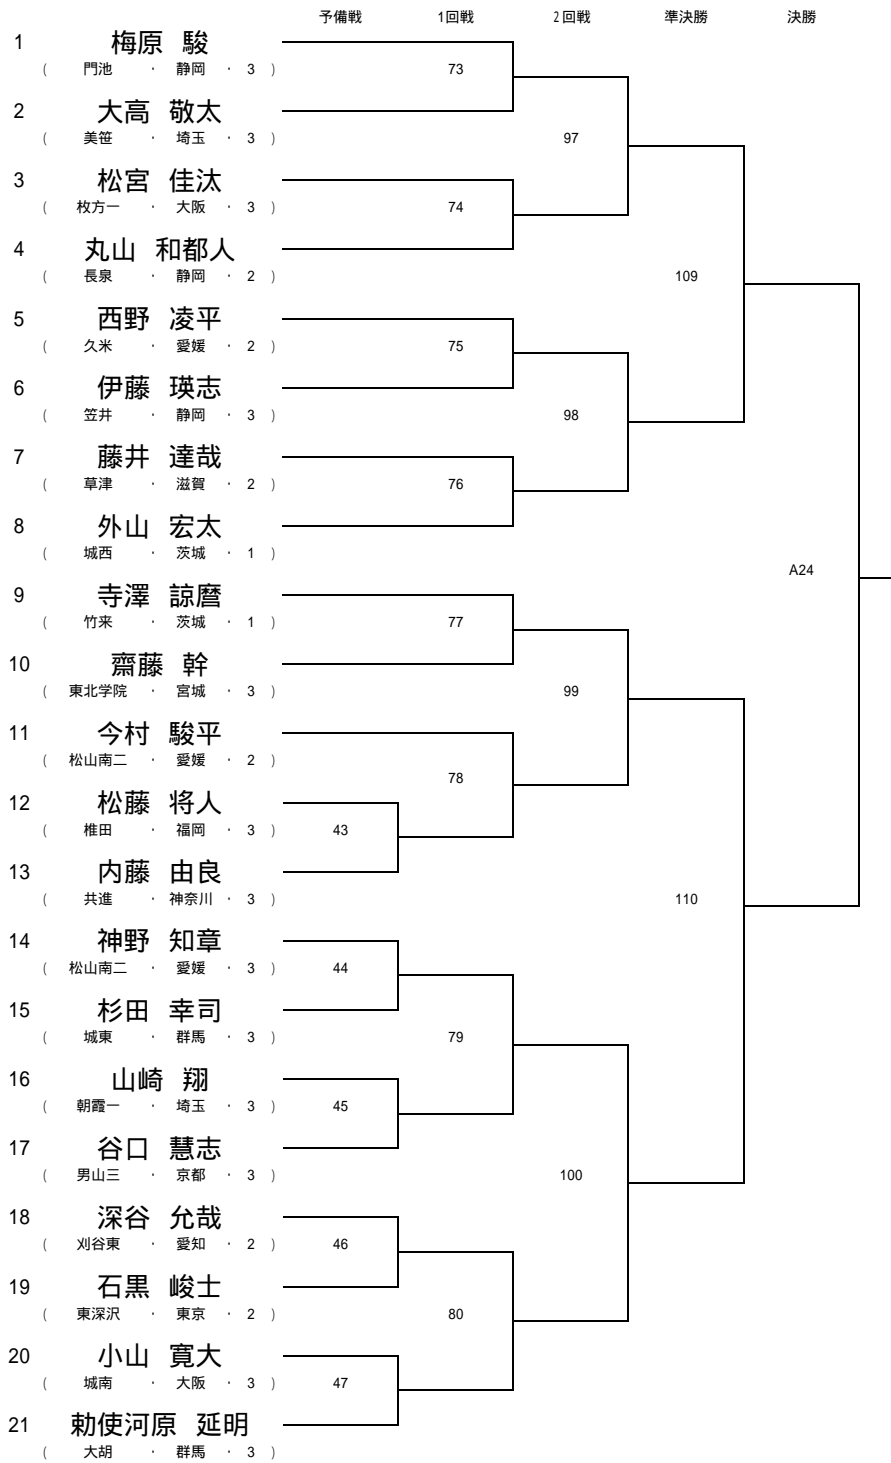 予備戦 1回戦 2回戦 準決勝 決勝
1 梅原 駿
( 門池 ・ 静岡 ・ 3 ) 73
2 大高 敬太
( 美笹 ・ 埼玉 ・ 3 ) 97
3 松宮 佳汰
( 枚方一 ・ 大阪 ・ 3 ) 74
4 丸山 和都人
( 長泉 ・ 静岡 ・ 2 ) 109
5 西野 凌平
( 久米 ・ 愛媛 ・ 2 ) 75
6 伊藤 瑛志
( 笠井 ・ 静岡 ・ 3 ) 98
7 藤井 達哉
( 草津 ・ 滋賀 ・ 2 ) 76
8 外山 宏太
( 城西 ・ 茨城 ・ 1 )
A24
9 寺澤 諒磨
( 竹来 ・ 茨城 ・ 1 ) 77
10 齋藤 幹
( 東北学院 ・ 宮城 ・ 3 ) 99
11 今村 駿平
( 松山南二 ・ 愛媛 ・ 2 )
78
12 松藤 将人
( 椎田 ・ 福岡 ・ 3 ) 43
13 内藤 由良
( 共進 ・ 神奈川 ・ 3 ) 110
14 神野 知章
( 松山南二 ・ 愛媛 ・ 3 ) 44
15 杉田 幸司
( 城東 ・ 群馬 ・ 3 ) 79
16 山崎 翔
( 朝霞一 ・ 埼玉 ・ 3 ) 45
17 谷口 慧志
( 男山三 ・ 京都 ・ 3 ) 100
18 深谷 允哉
( 刈谷東 ・ 愛知 ・ 2 ) 46
19 石黒 峻士
( 東深沢 ・ 東京 ・ 2 ) 80
20 小山 寛大
( 城南 ・ 大阪 ・ 3 ) 47
21 勅使河原 延明
( 大胡 ・ 群馬 ・ 3 )